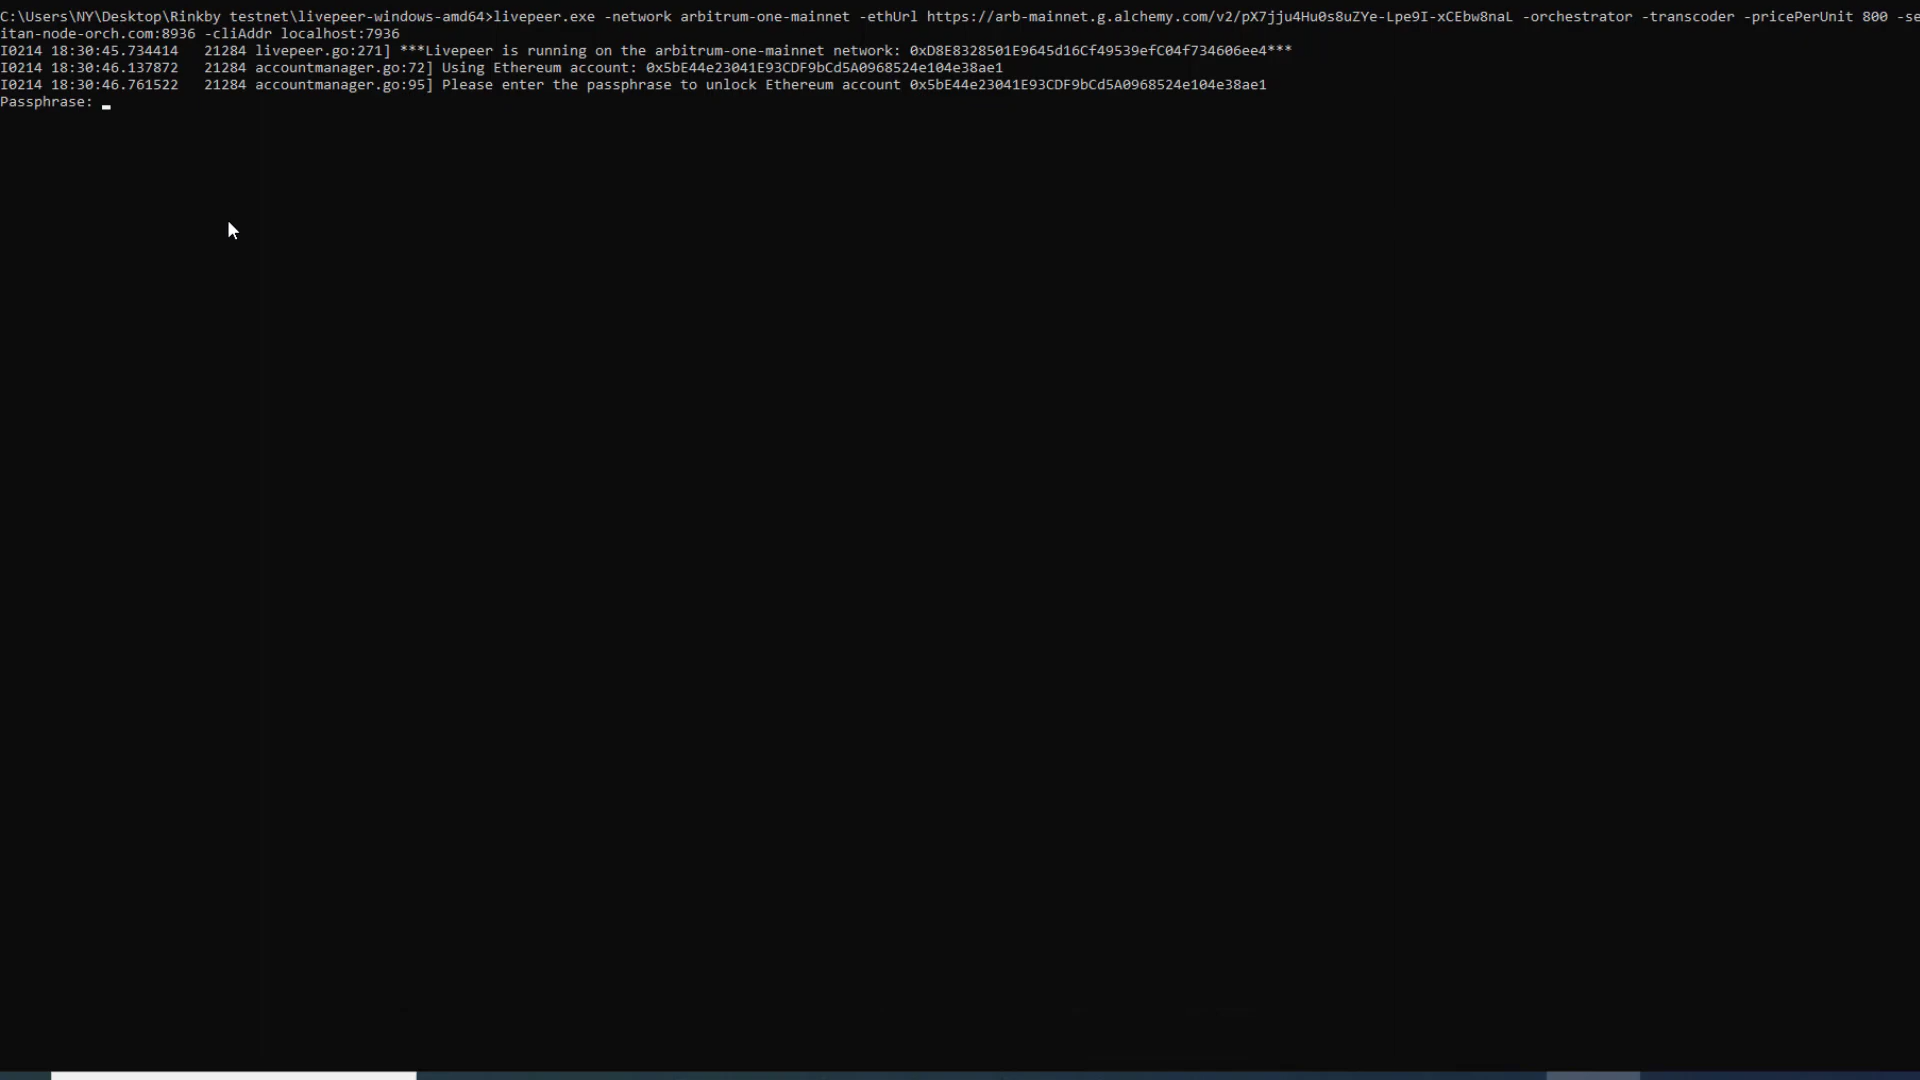 C:\Users\NY\Desktop\Rinkby testnet\livepeer-windows-amd64>livepeer.exe -network arbitrum-one-mainnet -ethUrl https://arb-mainnet.g.alchemy.com/v2/pX7jju4Hu0s8uZYe-Lpe9I-xCEbw8naL -orchestrator -transcoder -pricePerUnit 800 -se
itan-node-orch.com:8936 -cliAddr localhost:7936
I0214 18:30:45.734414   21284 livepeer.go:271] ***Livepeer is running on the arbitrum-one-mainnet network: 0xD8E8328501E9645d16Cf49539efC04f734606ee4***
I0214 18:30:46.137872   21284 accountmanager.go:72] Using Ethereum account: 0x5bE44e23041E93CDF9bCd5A0968524e104e38ae1
I0214 18:30:46.761522   21284 accountmanager.go:95] Please enter the passphrase to unlock Ethereum account 0x5bE44e23041E93CDF9bCd5A0968524e104e38ae1
Passphrase: